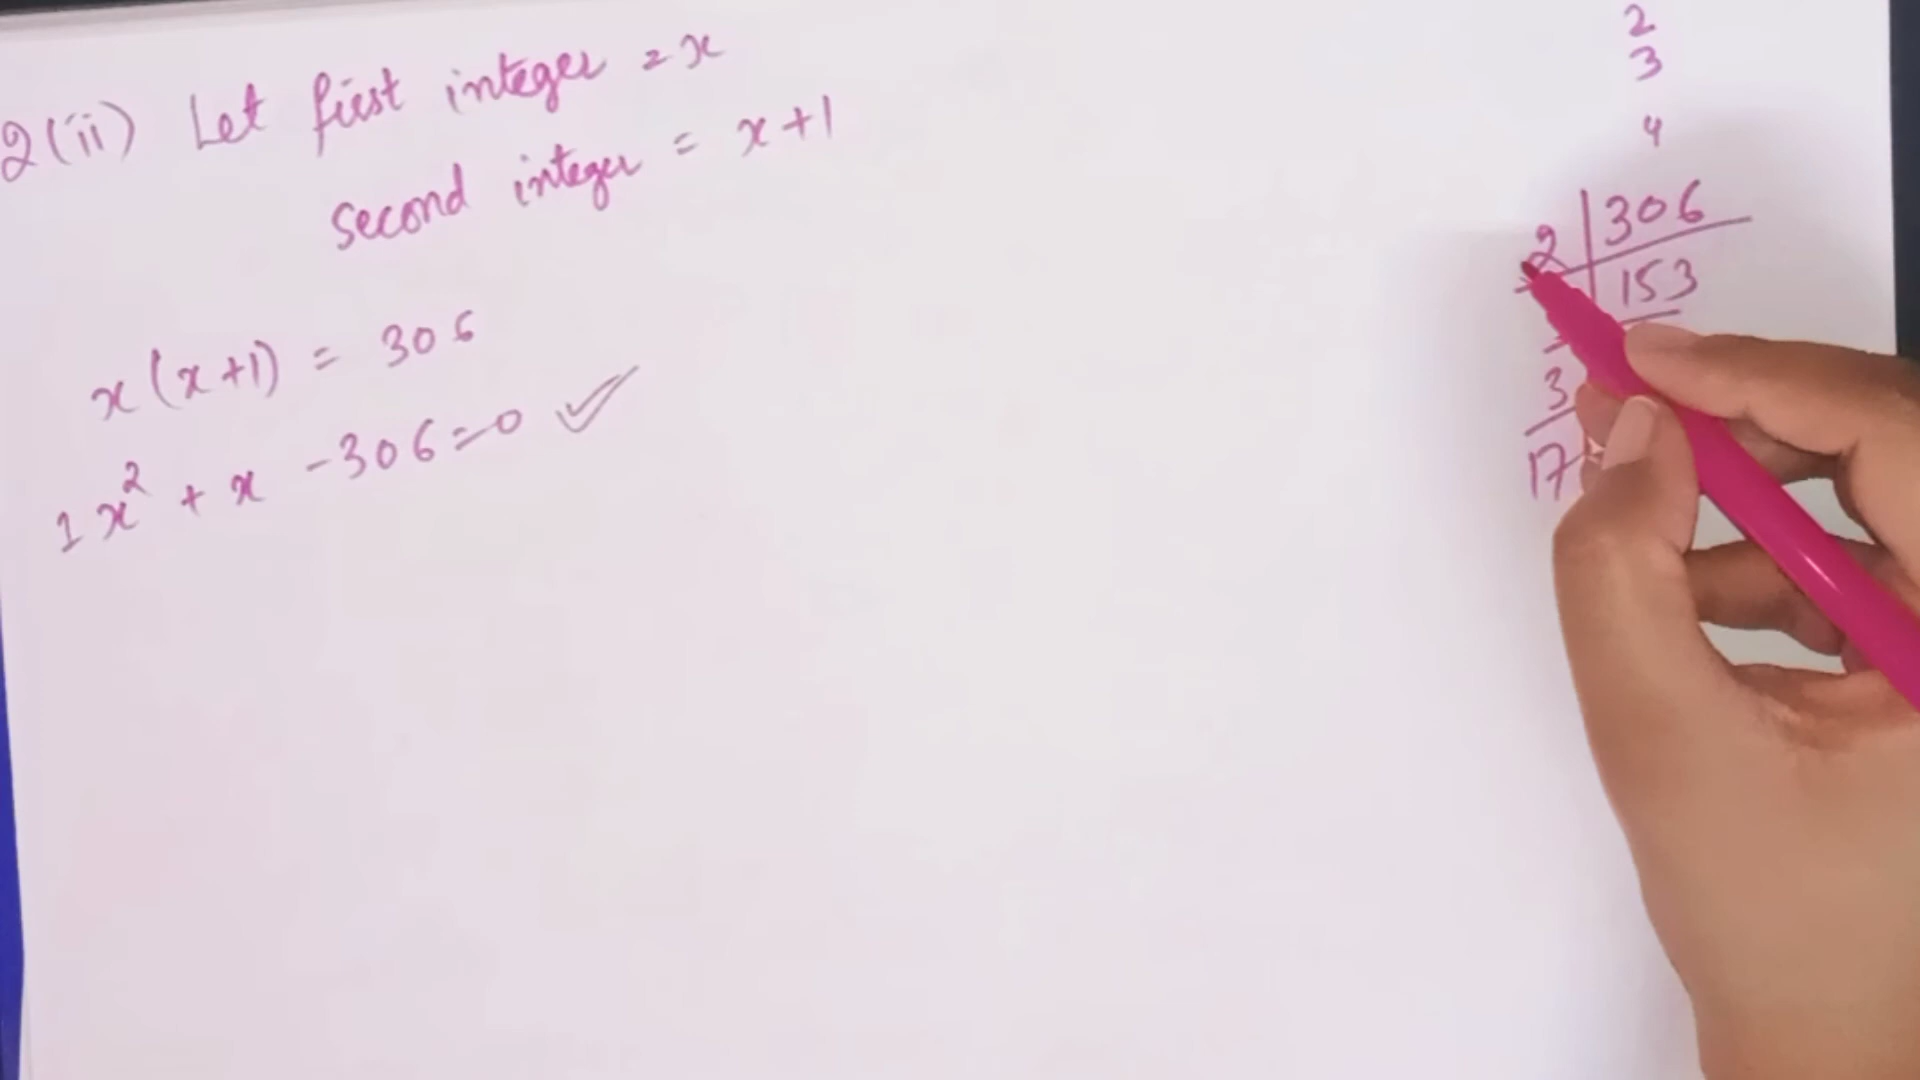 2(ii) Let first integer = x
Second integer = x+1
x(x+1) = 306
1x² + x -306=0 ✓
2
3
4
2 | 306
153
3
17